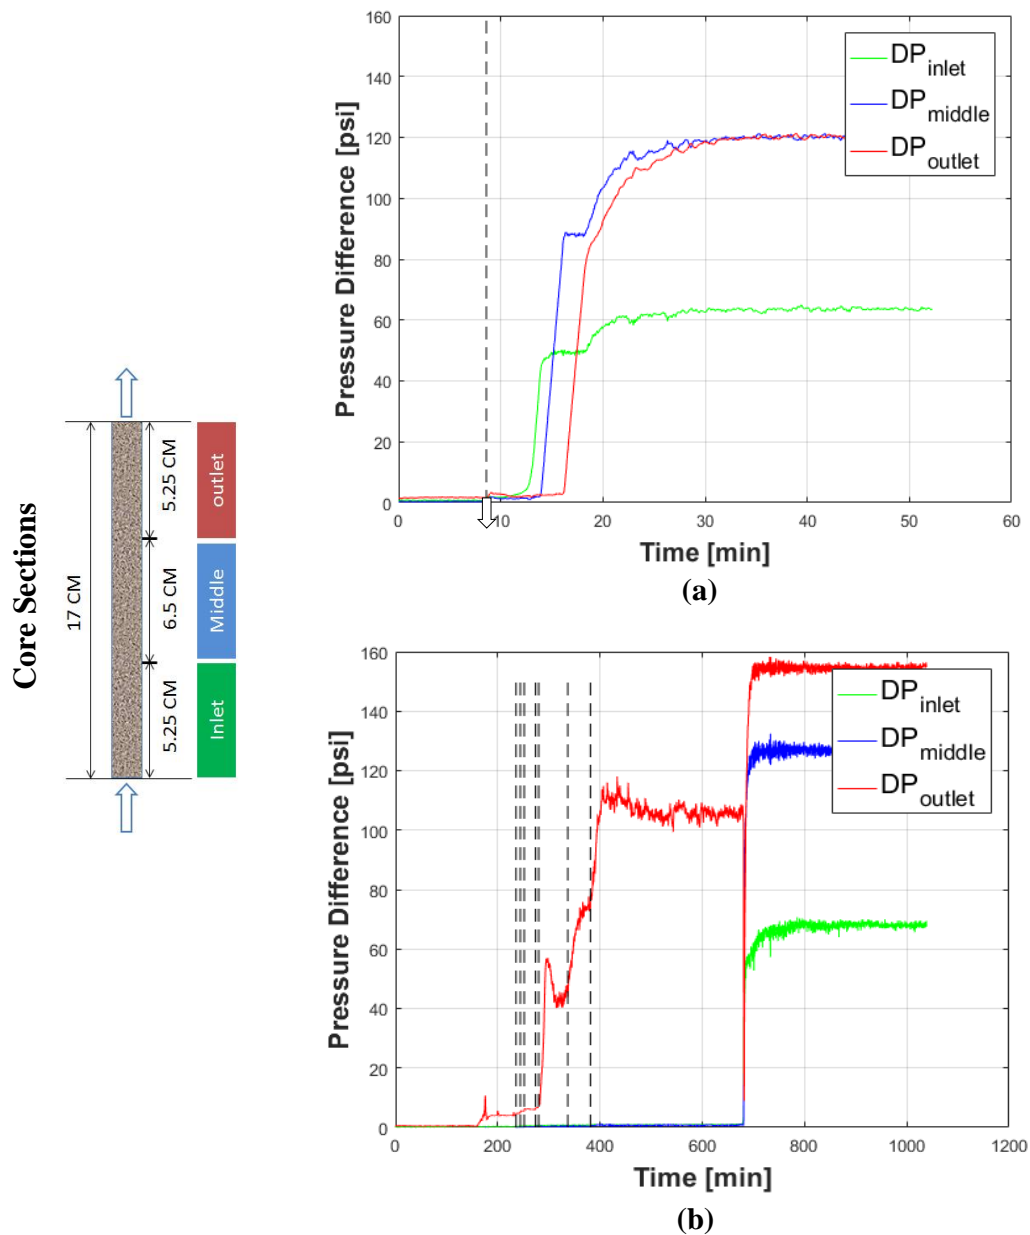 Core Sections
17 CM
5.25 CM
6.5 CM
5.25 CM
outlet
Middle
Inlet
Pressure Difference [psi]
160
140
120
100
80
60
40
20
0
0
10
20
30
40
50
60
Time [min]
DPinlet
DPmiddle
DPoutlet
(a)
Pressure Difference [psi]
160
140
120
100
80
60
40
20
0
0
200
400
600
800
1000
1200
Time [min]
DPinlet
DPmiddle
DPoutlet
(b)